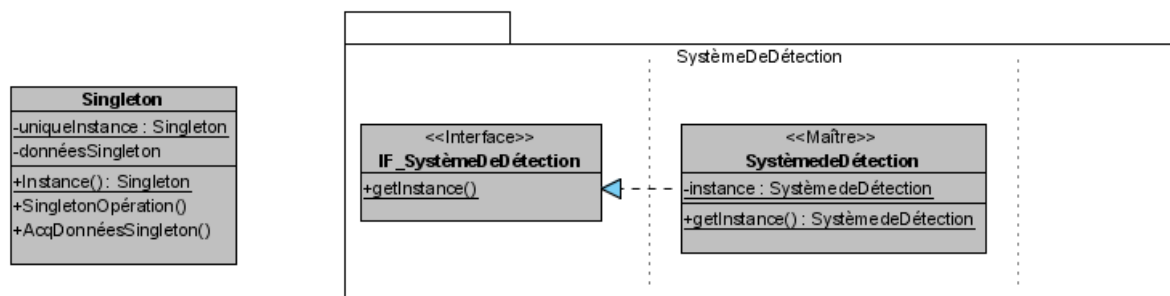 Singleton
-uniqueInstance : Singleton
-donnéesSingleton
+Instance() : Singleton
+SingletonOpération()
+AcqDonnéesSingleton()
SystèmeDeDétection
<<Interface>>
IF_SystèmeDeDétection
+getInstance()
<<Maître>>
SystèmedeDétection
-instance : SystèmedeDétection
+getInstance() : SystèmedeDétection